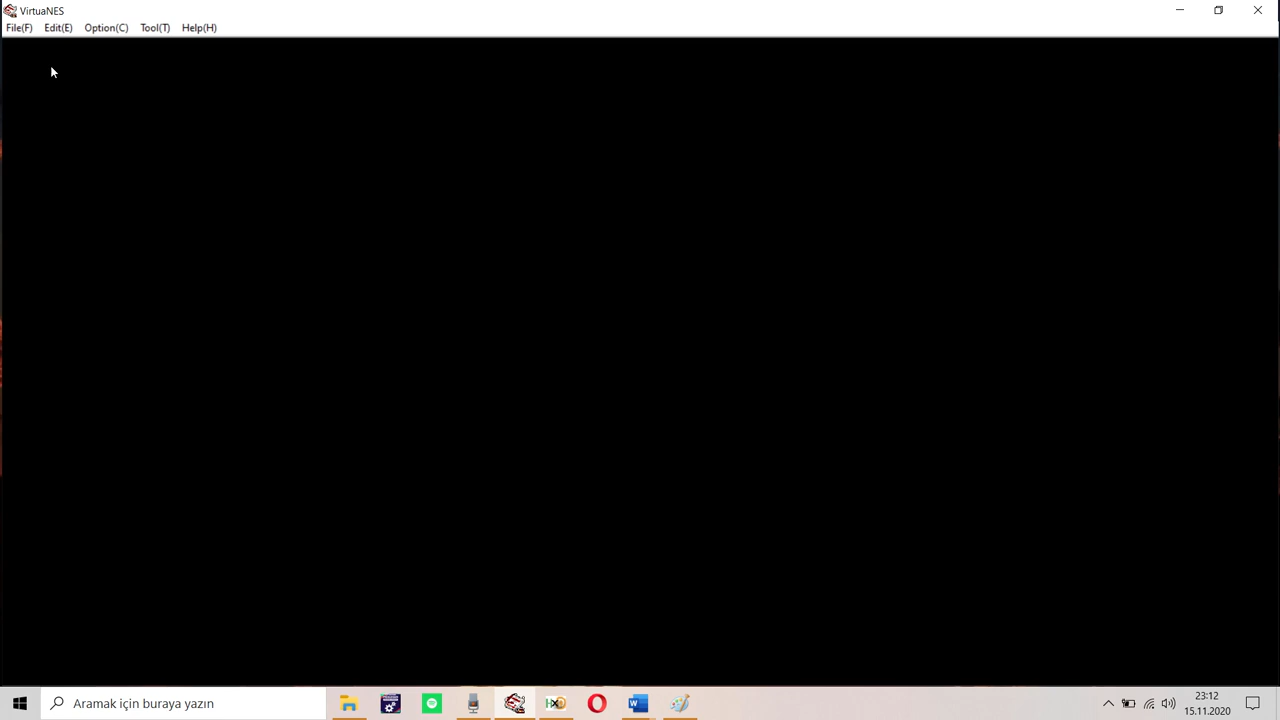 VirtuaNES
File(F) Edit(E) Option(C) Tool(T) Help(H)
Aramak için buraya yazın
23:12
15.11.2020